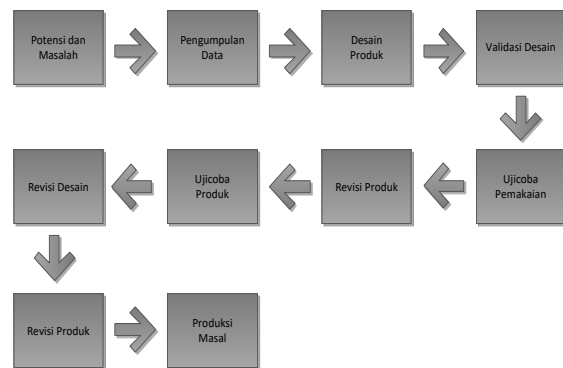 Potensi dan
Masalah
Pengumpulan
Data
Desain
Produk
Validasi Desain
Ujicoba
Pemakaian
Revisi Produk
Ujicoba
Produk
Revisi Desain
Revisi Produk
Produksi
Masal